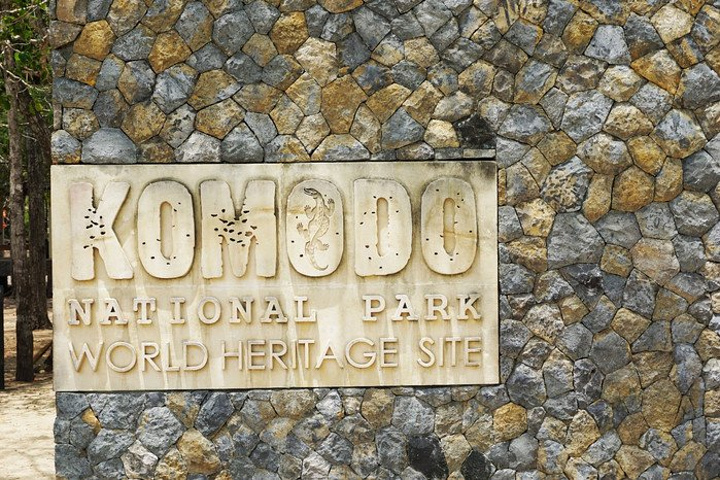 KOMODO
NATIONAL PARK
WORLD HERITAGE SITE